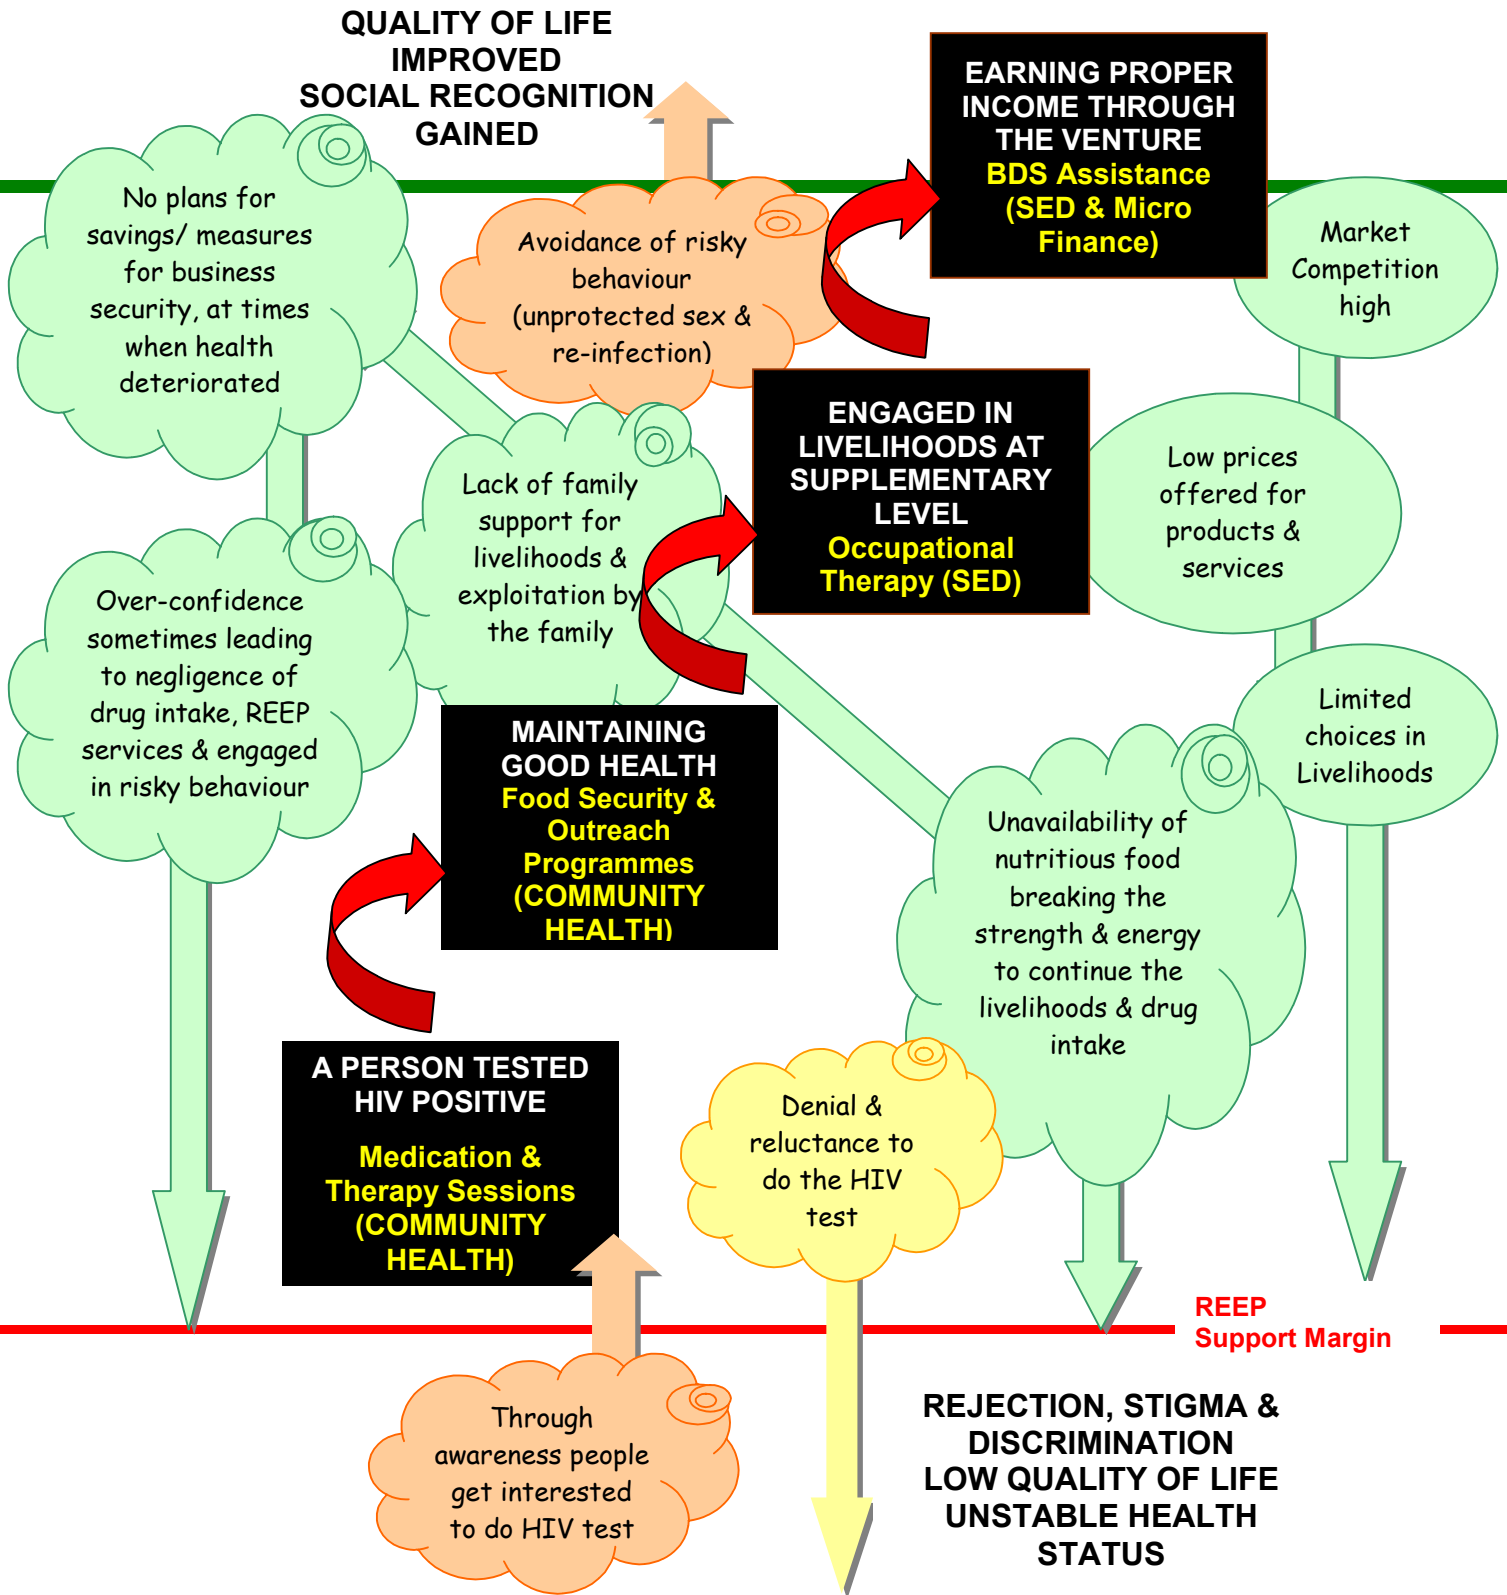 QUALITY OF LIFE
IMPROVED
SOCIAL RECOGNITION
GAINED
EARNING PROPER
INCOME THROUGH
THE VENTURE
BDS Assistance
(SED & Micro
Finance)
No plans for
savings/ measures
for business
security, at times
when health
deteriorated
Avoidance of risky
behaviour
(unprotected sex &
re-infection)
Market
Competition
high
ENGAGED IN
LIVELIHOODS AT
SUPPLEMENTARY
LEVEL
Occupational
Therapy (SED)
Lack of family
support for
livelihoods &
exploitation by
the family
Low prices
offered for
products &
services
Over-confidence
sometimes leading
to negligence of
drug intake, REEP
services & engaged
in risky behaviour
MAINTAINING
GOOD HEALTH
Food Security &
Outreach
Programmes
(COMMUNITY
HEALTH)
Limited
choices in
Livelihoods
Unavailability of
nutritious food
breaking the
strength & energy
to continue the
livelihoods & drug
intake
A PERSON TESTED
HIV POSITIVE
Medication &
Therapy Sessions
(COMMUNITY
HEALTH)
Denial &
reluctance to
do the HIV
test
REEP
Support Margin
Through
awareness people
get interested
to do HIV test
REJECTION, STIGMA &
DISCRIMINATION
LOW QUALITY OF LIFE
UNSTABLE HEALTH
STATUS